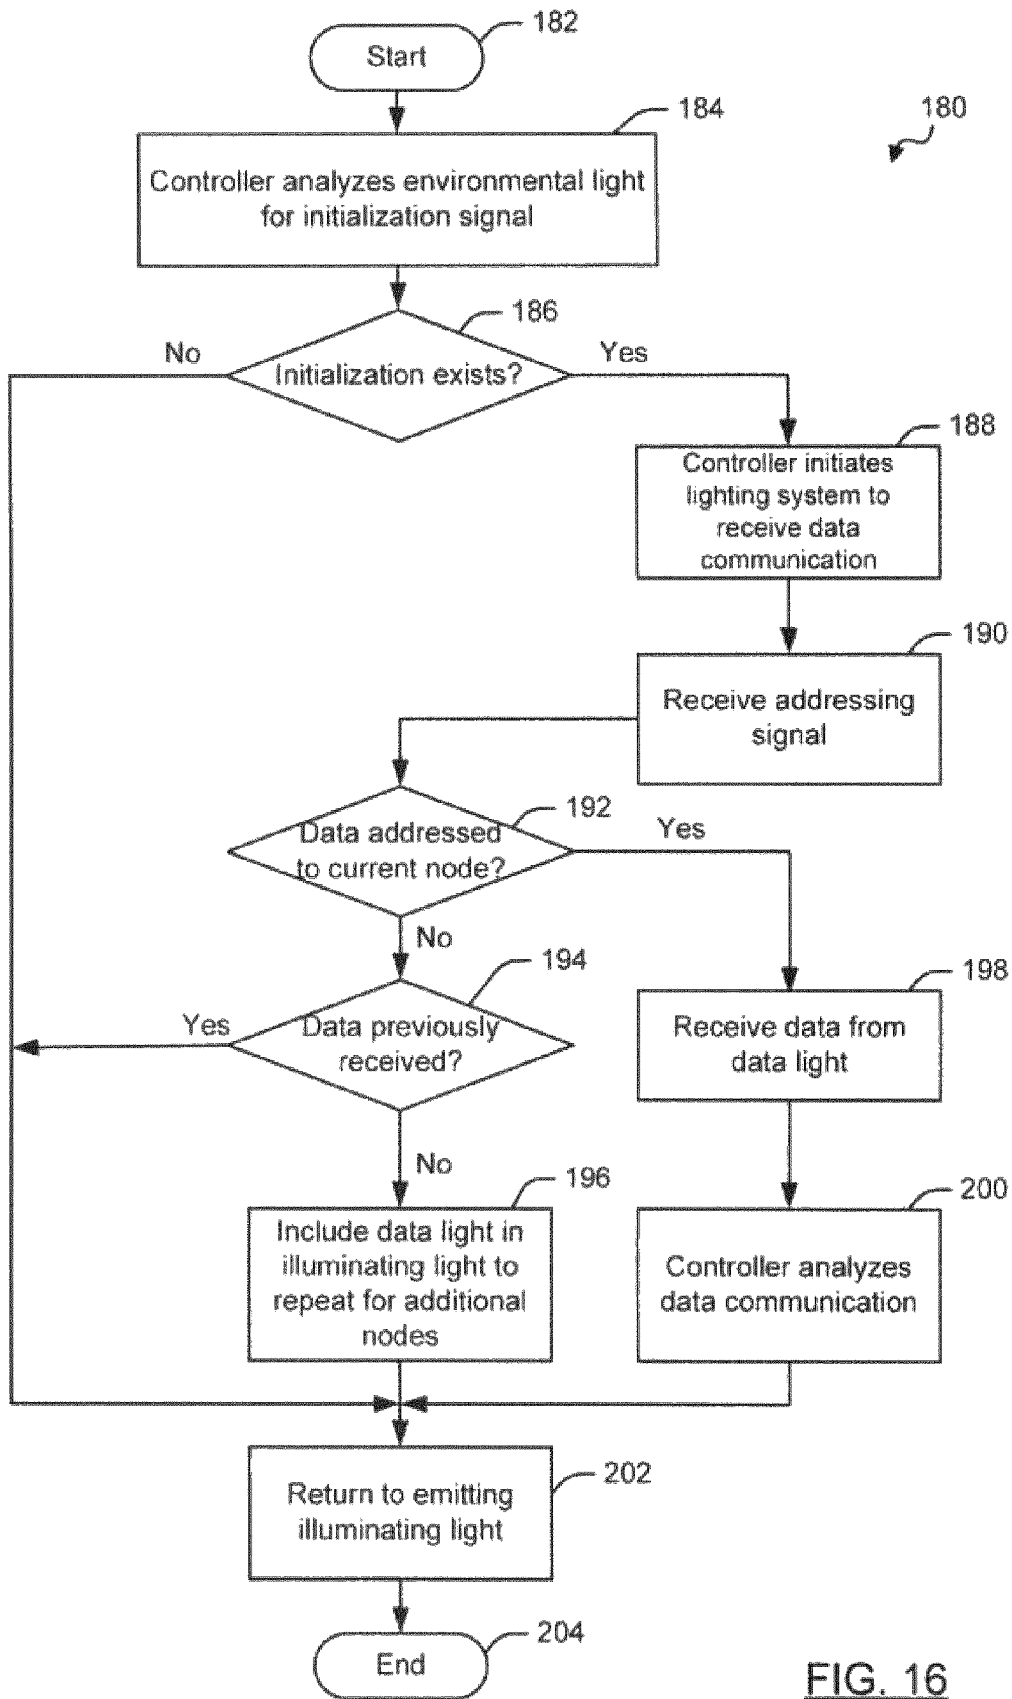 182
Start
184
180
Controller analyzes environmental light
for initialization signal
186
No
Yes
Initialization exists?
188
Controller initiates
lighting system to
receive data
communication
190
Receive addressing
signal
192
Data addressed
to current node?
Yes
No
194
198
Yes
Data previously
received?
Receive data from
data light
No
196
200
Include data light in
illuminating light to
repeat for additional
nodes
Controller analyzes
data communication
202
Return to emitting
illuminating light
204
End
FIG. 16